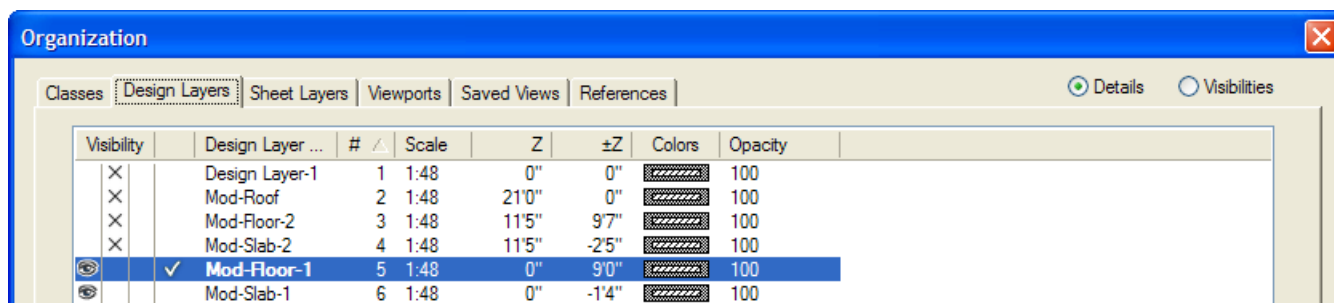 Organization
Classes Design Layers Sheet Layers Viewports Saved Views References Details Visibilities
Visibility Design Layer ... # Scale Z ±Z Colors Opacity
Design Layer-1 1 1:48 0" 0" 100
Mod-Roof 2 1:48 21'0" 0" 100
Mod-Floor-2 3 1:48 11'5" 9'7" 100
Mod-Slab-2 4 1:48 11'5" -2'5" 100
Mod-Floor-1 5 1:48 0" 9'0" 100
Mod-Slab-1 6 1:48 0" -1'4" 100